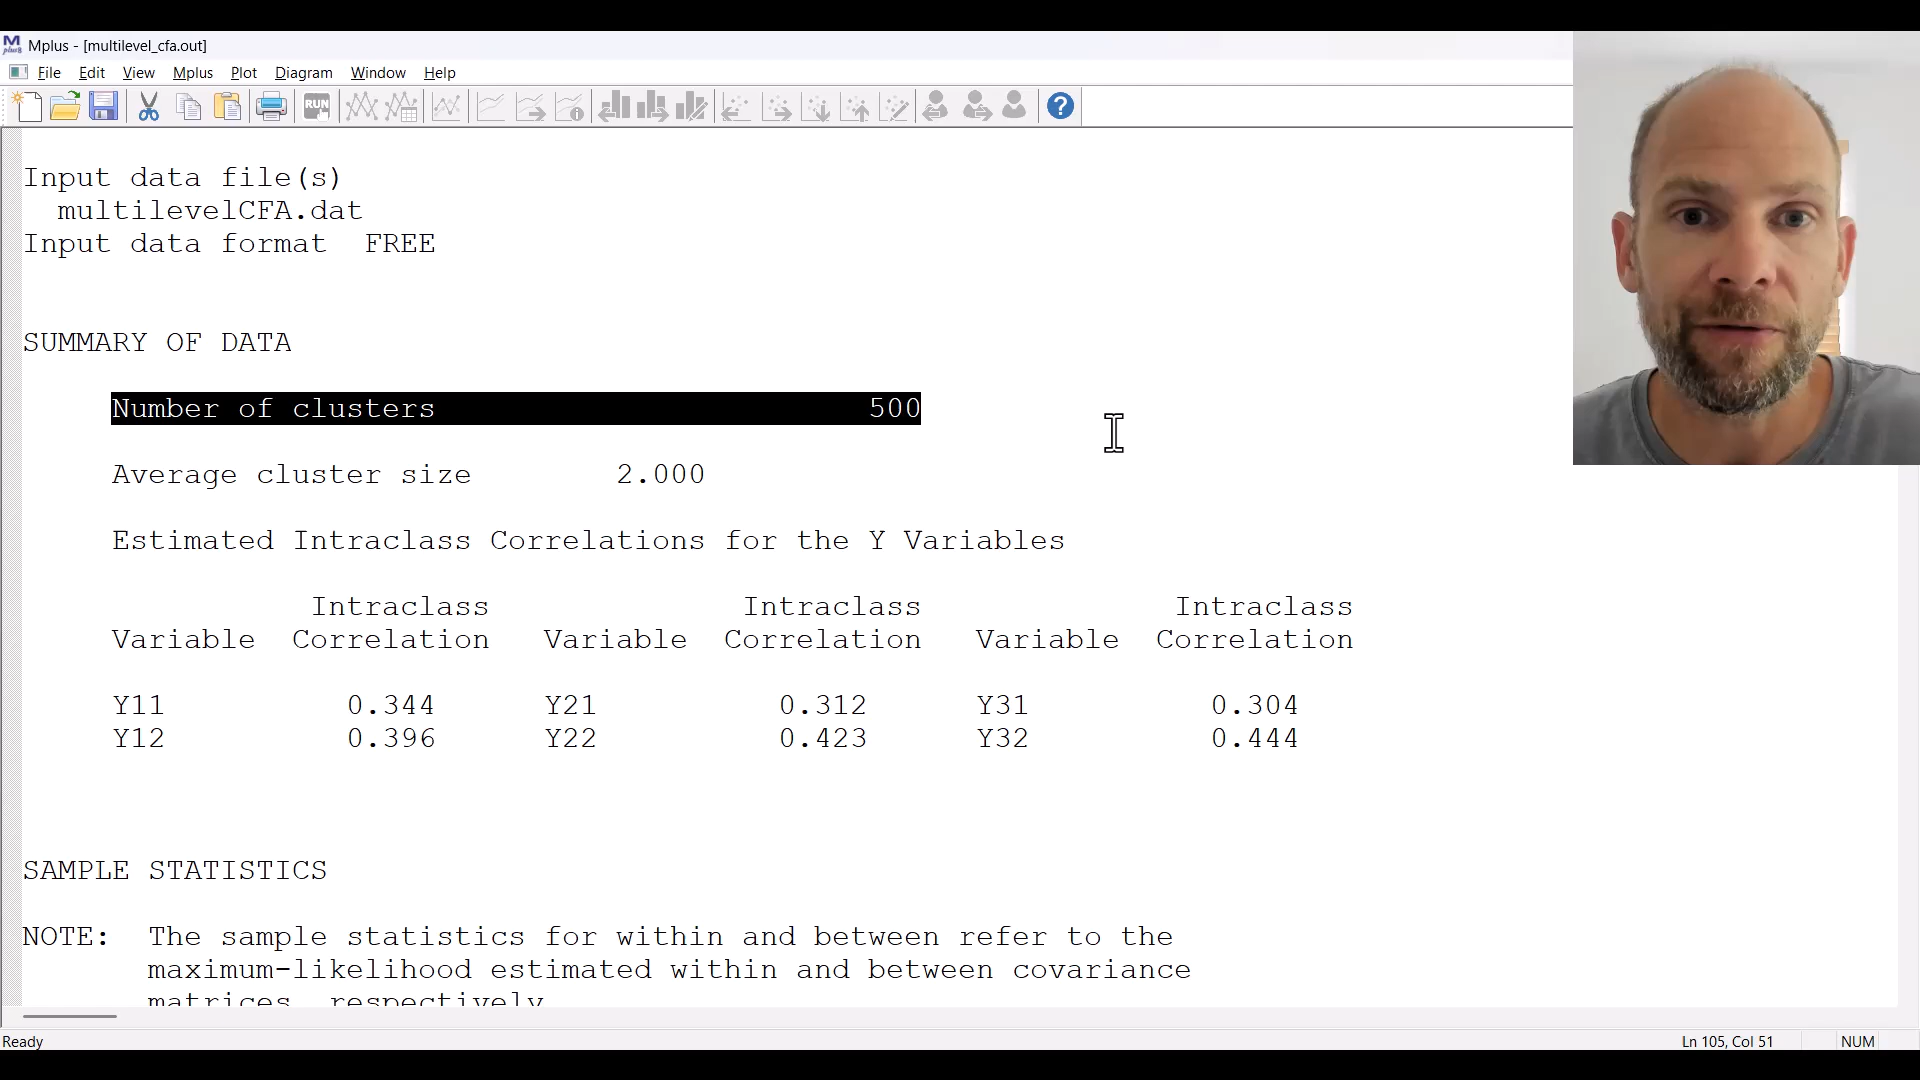 Mplus - [multilevel_cfa.out]
File Edit View Mplus Plot Diagram Window Help
RUN
Input data file(s)
multilevelCFA.dat
Input data format FREE
SUMMARY OF DATA
Number of clusters 500
Average cluster size 2.000
Estimated Intraclass Correlations for the Y Variables
Intraclass Intraclass Intraclass
Variable Correlation Variable Correlation Variable Correlation
Y11 0.344 Y21 0.312 Y31 0.304
Y12 0.396 Y22 0.423 Y32 0.444
SAMPLE STATISTICS
NOTE: The sample statistics for within and between refer to the
maximum-likelihood estimated within and between covariance
matrices, respectively.
Ready Ln 105, Col 51 NUM